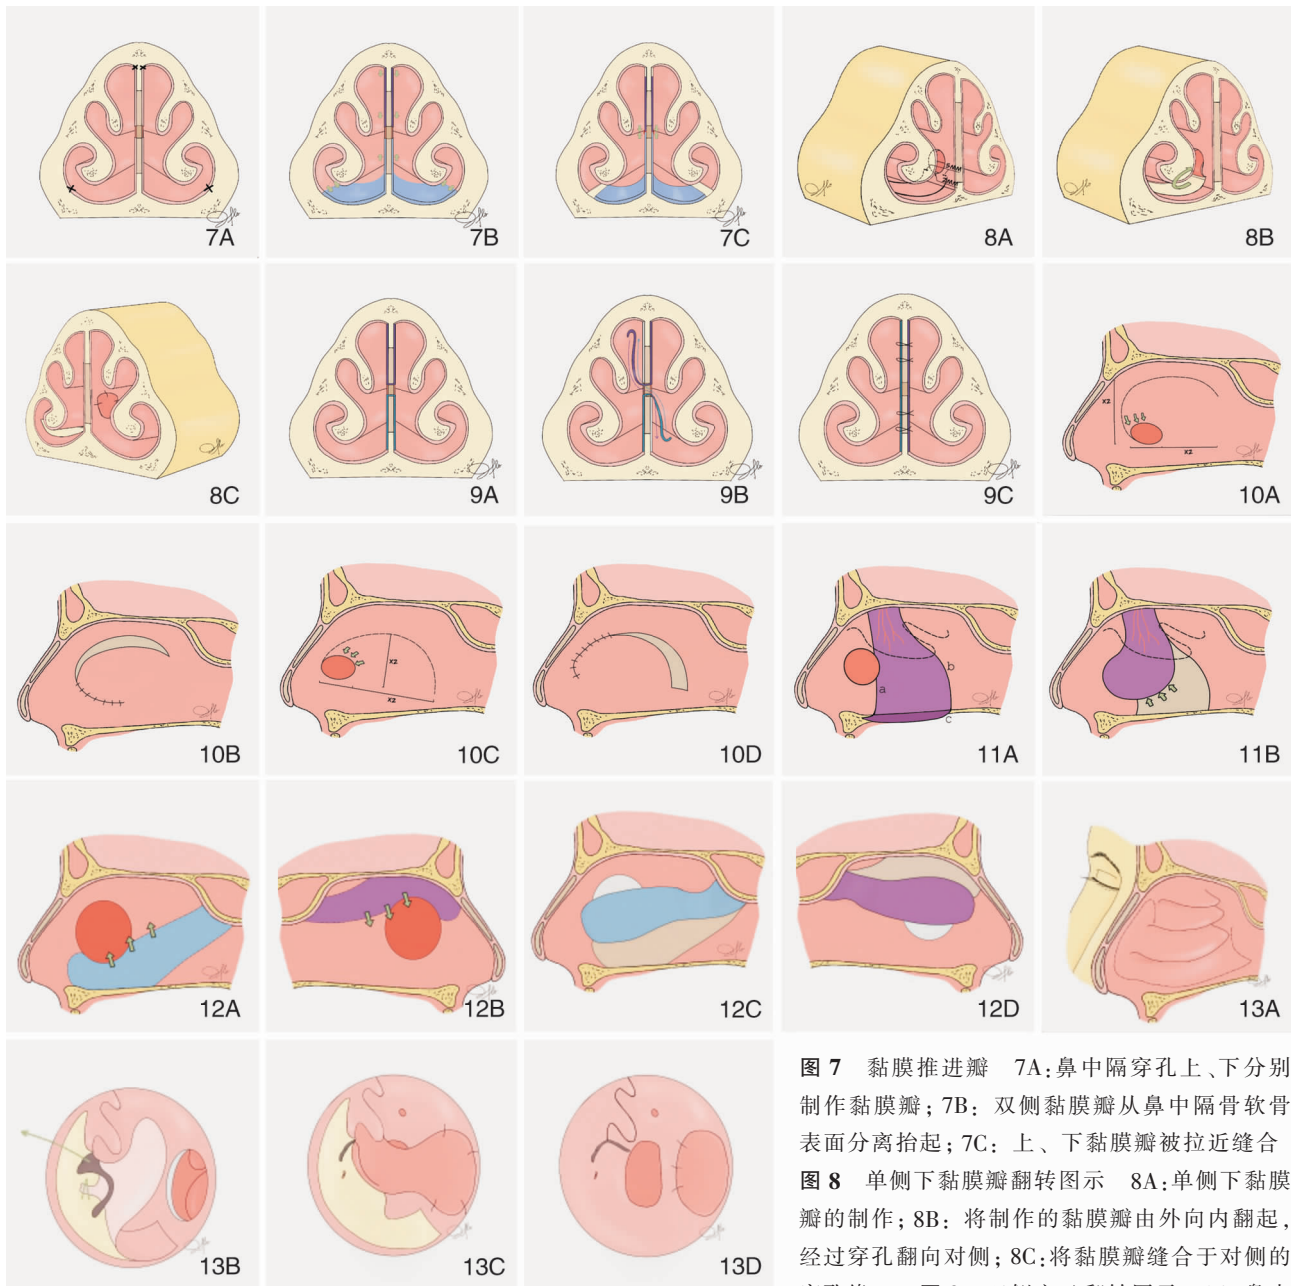 7A
7B
7C
5MM
2MM
8A
8B
8C
9A
9B
9C
x2
x2
10A
10B
x2
x2
10C
10D
a
b
c
11A
11B
12A
12B
12C
12D
13A
13B
13C
13D
图 7 黏膜推进瓣 7A:鼻中隔穿孔上、下分别
制作黏膜瓣；7B：双侧黏膜瓣从鼻中隔骨软骨
表面分离抬起；7C：上、下黏膜瓣被拉近缝合
图 8 单侧下黏膜瓣翻转图示 8A:单侧下黏膜
瓣的制作；8B：将制作的黏膜瓣由外向内翻起，
经过穿孔翻向对侧；8C:将黏膜瓣缝合于对侧的